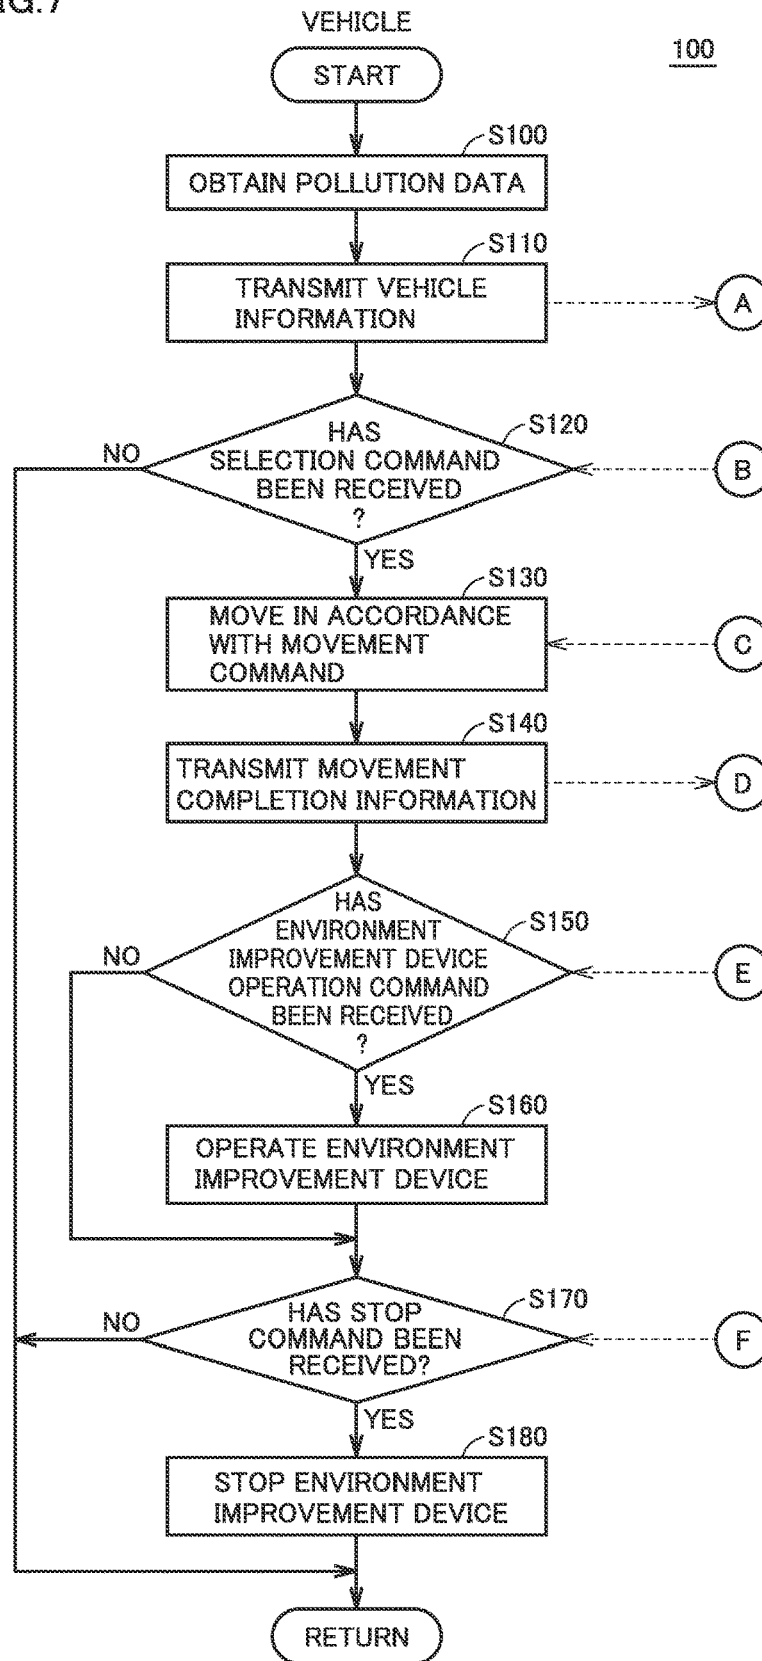 FIG.7
VEHICLE
100
START
S100
OBTAIN POLLUTION DATA
S110
TRANSMIT VEHICLE
INFORMATION
A
S120
HAS
SELECTION COMMAND
BEEN RECEIVED
?
NO
B
YES
S130
MOVE IN ACCORDANCE
WITH MOVEMENT
COMMAND
C
S140
TRANSMIT MOVEMENT
COMPLETION INFORMATION
D
S150
HAS
ENVIRONMENT
IMPROVEMENT DEVICE
OPERATION COMMAND
BEEN RECEIVED
?
NO
E
YES
S160
OPERATE ENVIRONMENT
IMPROVEMENT DEVICE
S170
HAS STOP
COMMAND BEEN
RECEIVED?
NO
F
YES
S180
STOP ENVIRONMENT
IMPROVEMENT DEVICE
RETURN